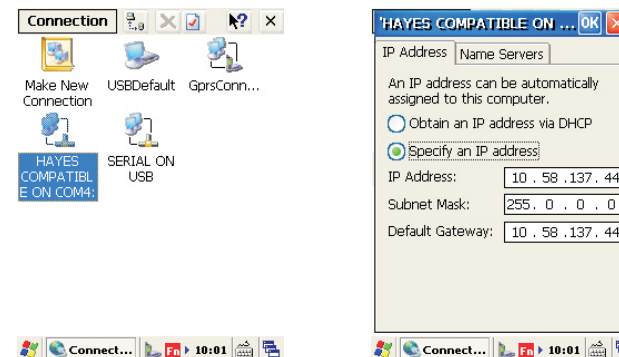 Connection
Make New
Connection
USBDefault
GprsConn...
HAYES
COMPATIBL
E ON COM4:
SERIAL ON
USB
Connect...
Fn
10:01
'HAYES COMPATIBLE ON ...
OK
IP Address
Name Servers
An IP address can be automatically
assigned to this computer.
Obtain an IP address via DHCP
Specify an IP address
IP Address: 10 . 58 .137. 44
Subnet Mask: 255. 0 . 0 . 0
Default Gateway: 10 . 58 .137. 44
Connect...
Fn
10:01